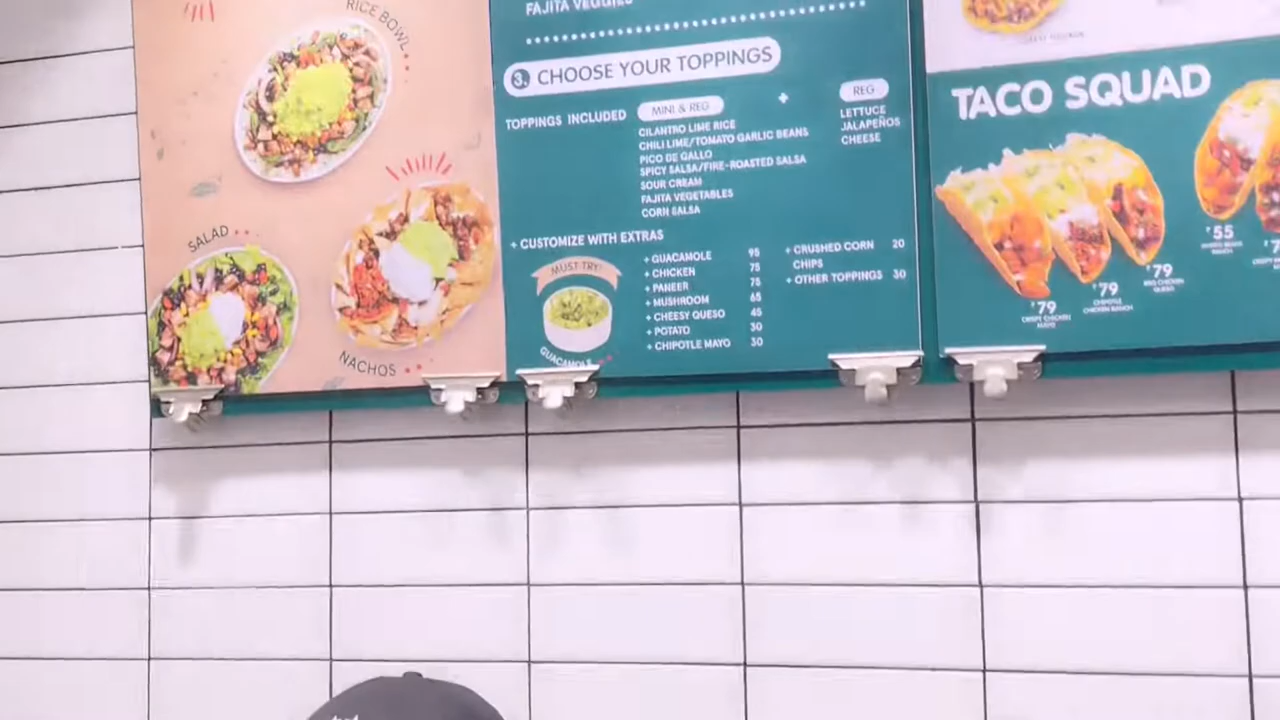 RICE BOWL
SALAD
NACHOS
FAJITA VEGGIES
3. CHOOSE YOUR TOPPINGS
TOPPINGS INCLUDED
MINI & REG
CILANTRO LIME RICE
CHILI LIME/TOMATO GARLIC BEANS
PICO DE GALLO
SPICY SALSA/FIRE-ROASTED SALSA
SOUR CREAM
FAJITA VEGETABLES
CORN SALSA
+
REG
LETTUCE
JALAPEÑOS
CHEESE
+ CUSTOMIZE WITH EXTRAS
MUST TRY!
GUACAMOLE
+ GUACAMOLE 95
+ CHICKEN 75
+ PANEER 75
+ MUSHROOM 65
+ CHEESY QUESO 45
+ POTATO 30
+ CHIPOTLE MAYO 30
+ CRUSHED CORN CHIPS 20
+ OTHER TOPPINGS 30
TACO SQUAD
₹79
CRISPY CHICKEN
MAYO
₹79
CHIPOTLE
CHICKEN RANCH
₹79
BBQ CHICKEN
QUESO
₹55